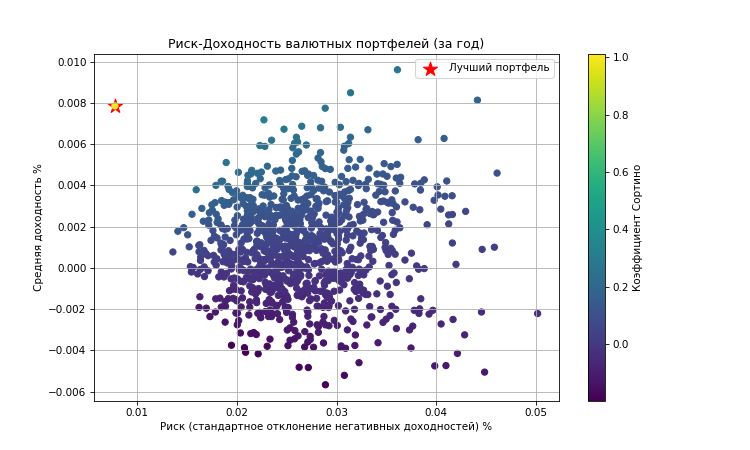 Риск-Доходность валютных портфелей (за год)
Лучший портфель
Средняя доходность %
0.010
0.008
0.006
0.004
0.002
0.000
−0.002
−0.004
−0.006
0.01 0.02 0.03 0.04 0.05
Риск (стандартное отклонение негативных доходностей) %
1.0
0.8
0.6
0.4
0.2
0.0
Коэффициент Сортино